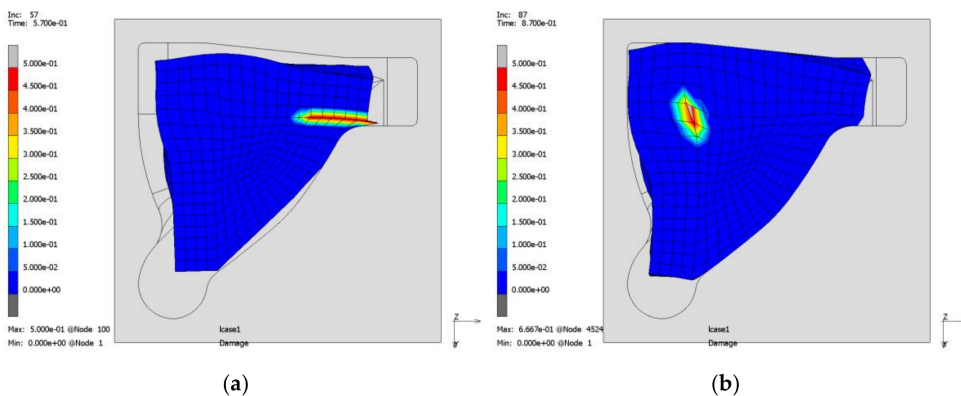 Inc: 57
Time: 5.700e-01
5.000e-01
4.500e-01
4.000e-01
3.500e-01
3.000e-01
2.500e-01
2.000e-01
1.500e-01
1.000e-01
5.000e-02
0.000e+00
Max: 5.000e-01 @Node 100
Min: 0.000e+00 @Node 1
lcase1
Damage
Z
Y
(a)
Inc: 87
Time: 8.700e-01
5.000e-01
4.500e-01
4.000e-01
3.500e-01
3.000e-01
2.500e-01
2.000e-01
1.500e-01
1.000e-01
5.000e-02
0.000e+00
Max: 6.667e-01 @Node 4524
Min: 0.000e+00 @Node 1
lcase1
Damage
Z
Y
(b)